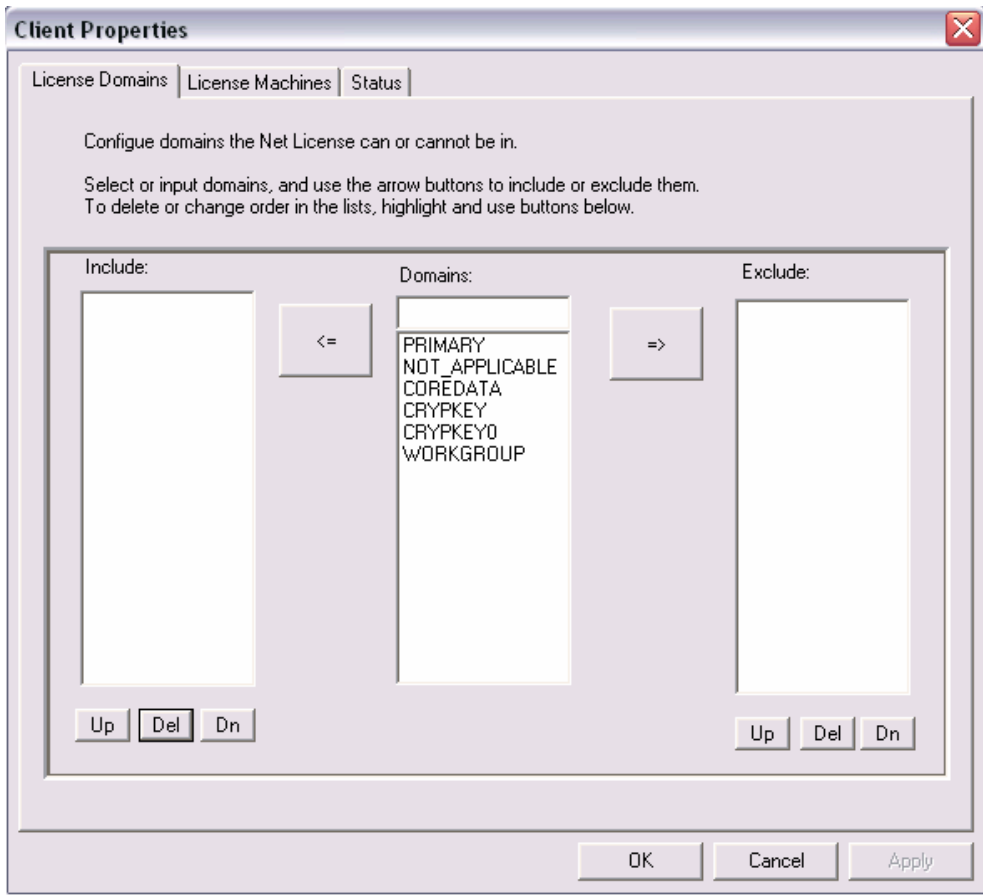 Client Properties
License Domains License Machines Status
Configue domains the Net License can or cannot be in.
Select or input domains, and use the arrow buttons to include or exclude them.
To delete or change order in the lists, highlight and use buttons below.
Include:
Domains:
Exclude:
<=
=>
PRIMARY
NOT_APPLICABLE
COREDATA
CRYPKEY
CRYPKEY0
WORKGROUP
Up Del Dn
Up Del Dn
OK Cancel Apply